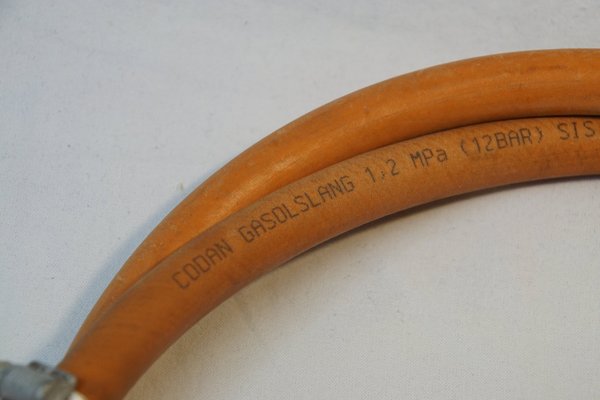 CODAN GASOLSLANG 1,2 MPa (12BAR) SIS